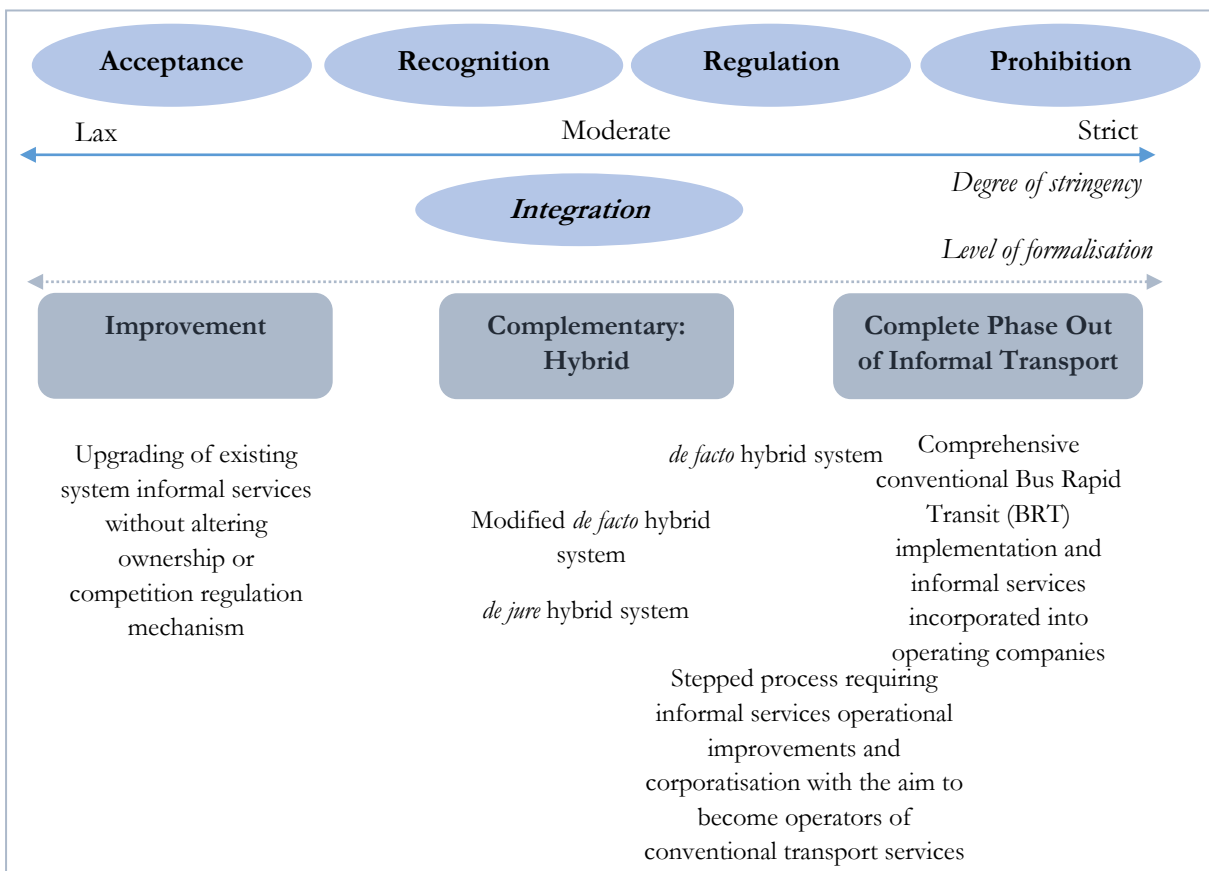 Acceptance
Recognition
Regulation
Prohibition
Lax
Moderate
Strict
Degree of stringency
Integration
Level of formalisation
Improvement
Complementary:
Hybrid
Complete Phase Out
of Informal Transport
Upgrading of existing
system informal services
without altering
ownership or
competition regulation
mechanism
Modified de facto hybrid
system
de jure hybrid system
de facto hybrid system
Stepped process requiring
informal services operational
improvements and
corporatisation with the aim to
become operators of
conventional transport services
Comprehensive
conventional Bus Rapid
Transit (BRT)
implementation and
informal services
incorporated into
operating companies